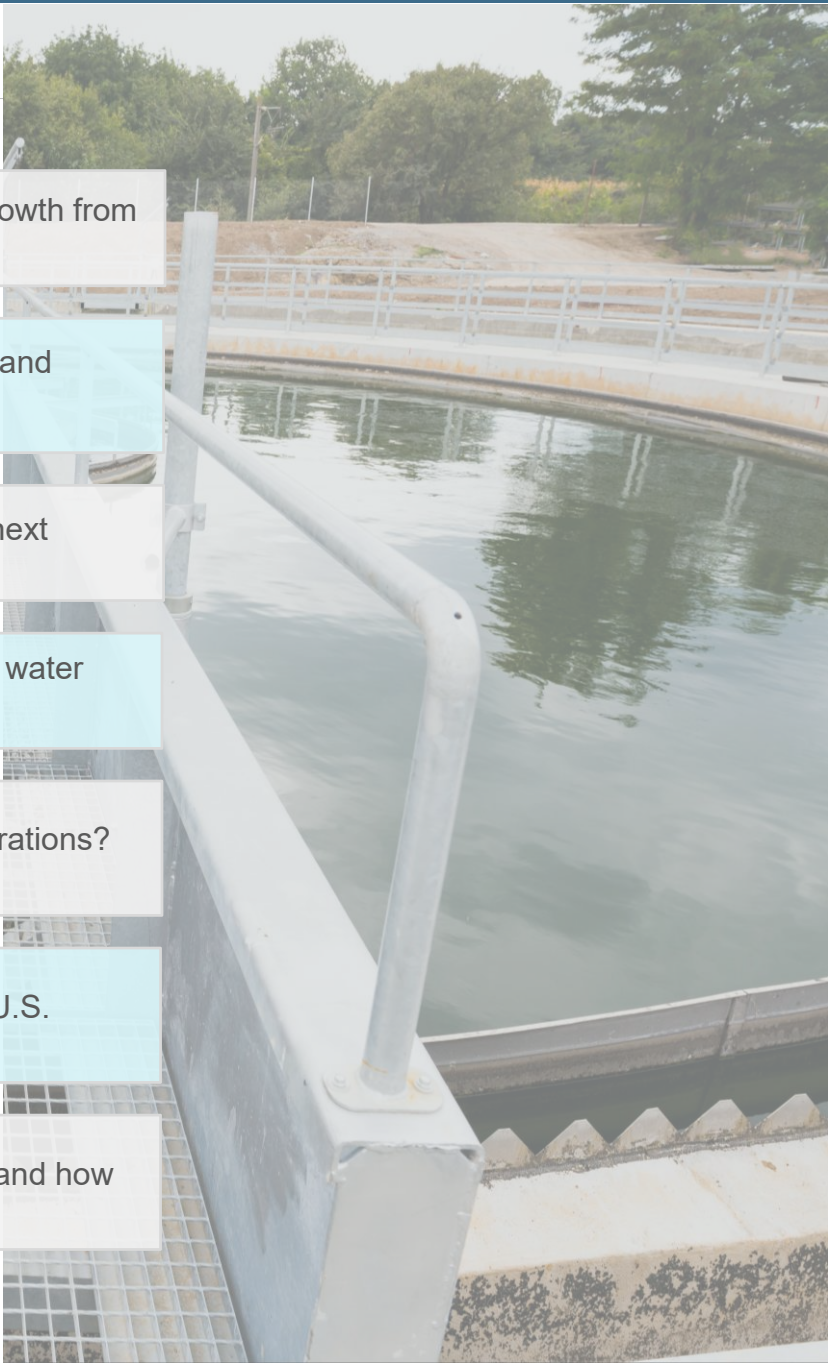 owth from
and
next
water
rations?
U.S.
and how